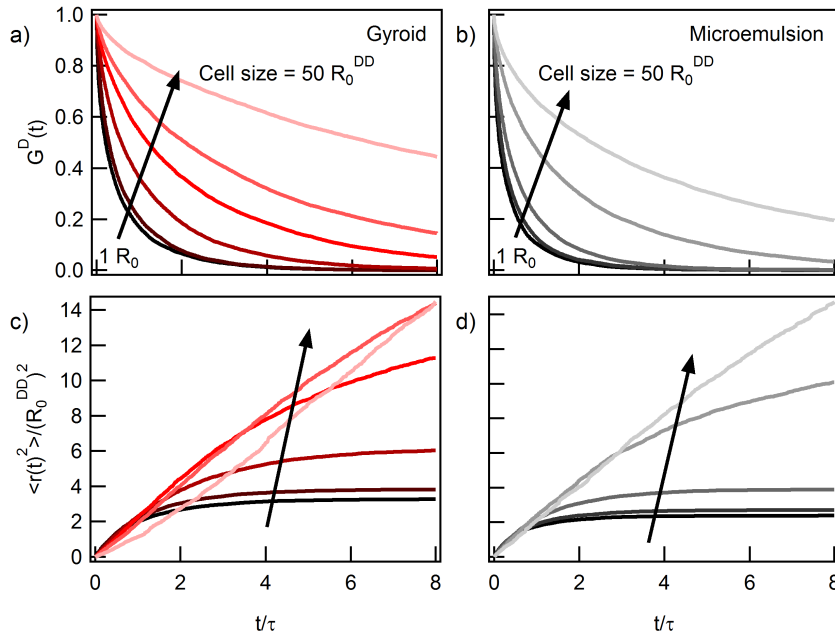 a)
Gyroid
Cell size = 50 R₀ᴰᴰ
1 R₀
Gᴰ(t)
1.0
0.8
0.6
0.4
0.2
0.0
b)
Microemulsion
Cell size = 50 R₀ᴰᴰ
1 R₀
c)
<r(t)²>/(R₀ᴰᴰ)²
14
12
10
8
6
4
2
0
0 2 4 6 8
t/τ
d)
0 2 4 6 8
t/τ